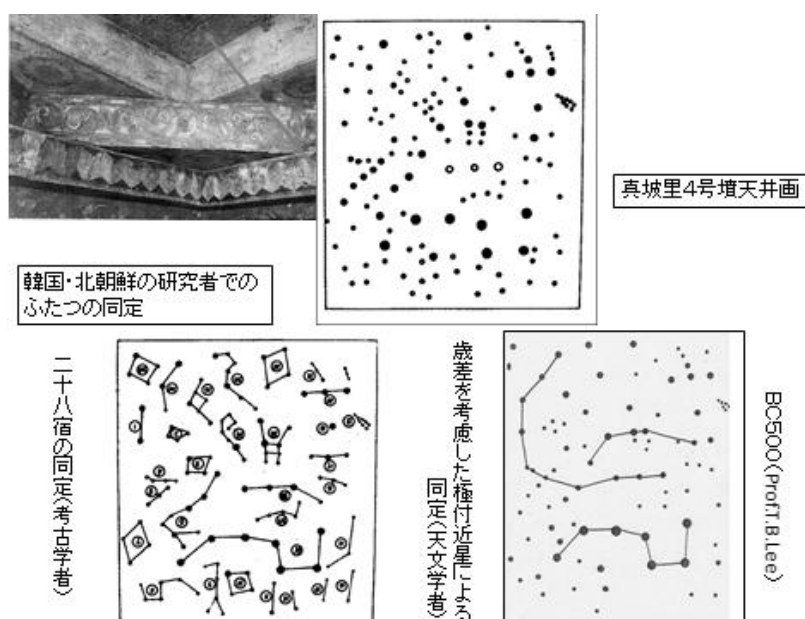 真坡里4号墳天井画
韓国・北朝鮮の研究者での
ふたつの同定
二十八宿の同定(考古学者)
歳差を考慮した極付近星による
同定(天文学者)
BC500(Prof.T.B.Lee)